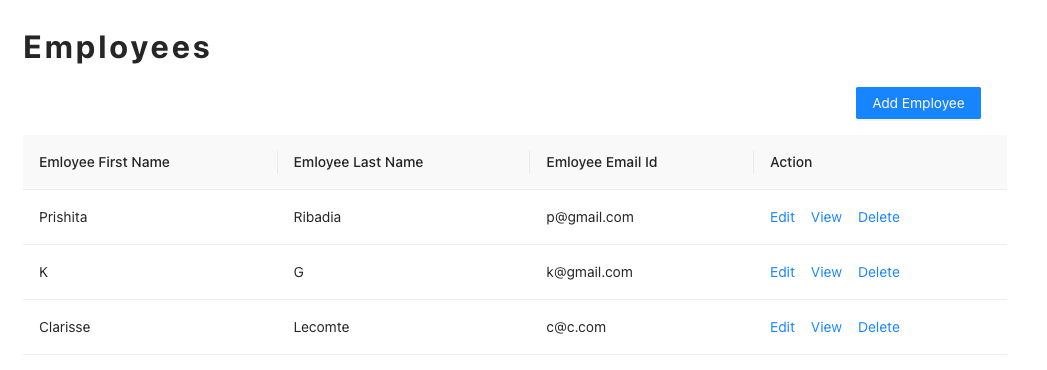 Employees
Add Employee
Emloyee First Name Emloyee Last Name Emloyee Email Id Action
Prishita Ribadia p@gmail.com Edit View Delete
K G k@gmail.com Edit View Delete
Clarisse Lecomte c@c.com Edit View Delete